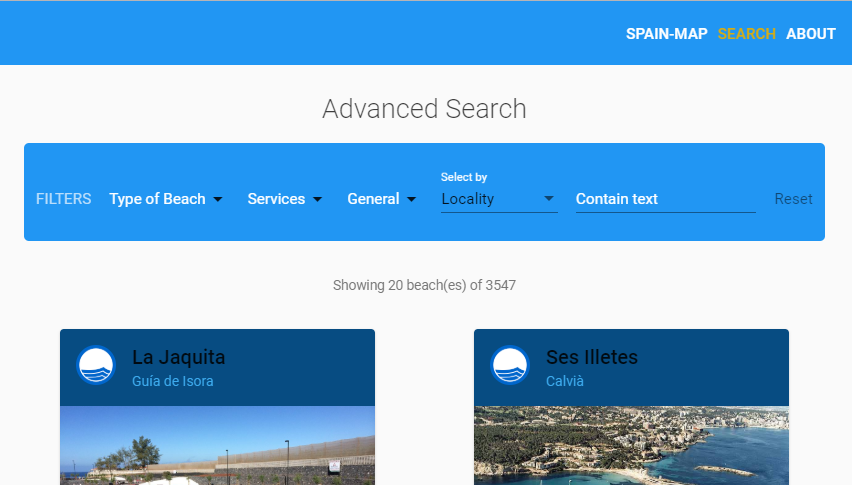 SPAIN-MAP SEARCH ABOUT
Advanced Search
Select by
FILTERS Type of Beach Services General Locality Contain text Reset
Showing 20 beach(es) of 3547
La Jaquita
Guía de Isora
Ses Illetes
Calvià